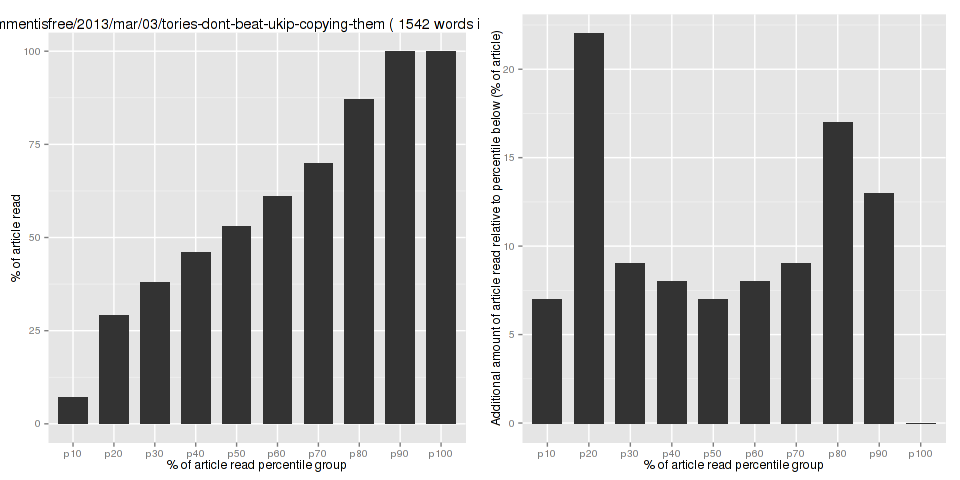 mmentisfree/2013/mar/03/tories-dont-beat-ukip-copying-them ( 1542 words i
% of article read
100
75
50
25
0
p10 p20 p30 p40 p50 p60 p70 p80 p90 p100
% of article read percentile group
Additional amount of article read relative to percentile below (% of article)
20
15
10
5
0
p10 p20 p30 p40 p50 p60 p70 p80 p90 p100
% of article read percentile group